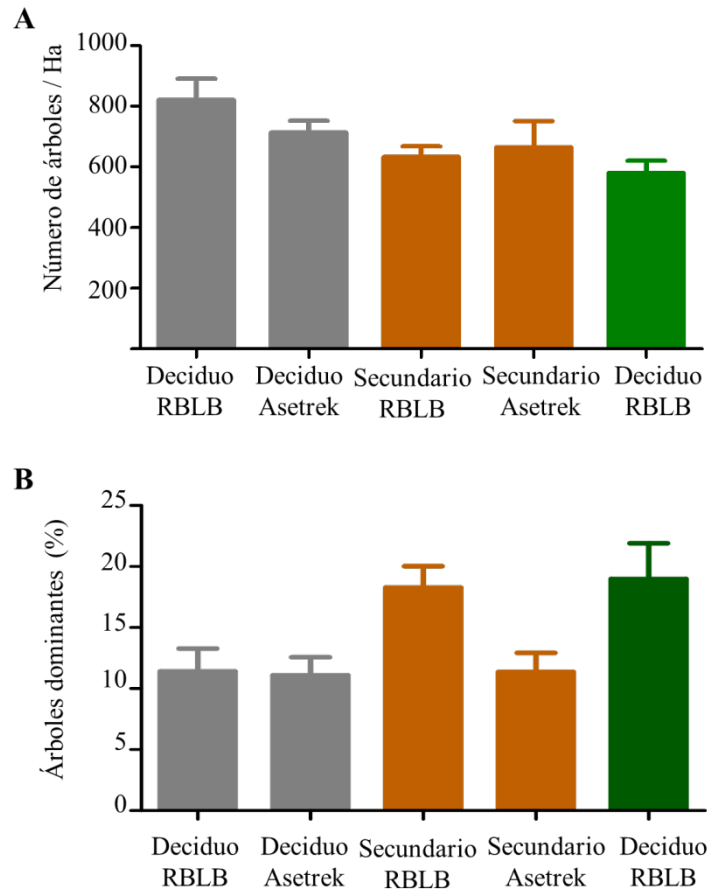 A
Número de árboles / Ha
1000
800
600
400
200
Deciduo Deciduo Secundario Secundario Deciduo
RBLB Asetrek RBLB Asetrek RBLB
B
Árboles dominantes (%)
25
20
15
10
5
0
Deciduo Deciduo Secundario Secundario Deciduo
RBLB Asetrek RBLB Asetrek RBLB